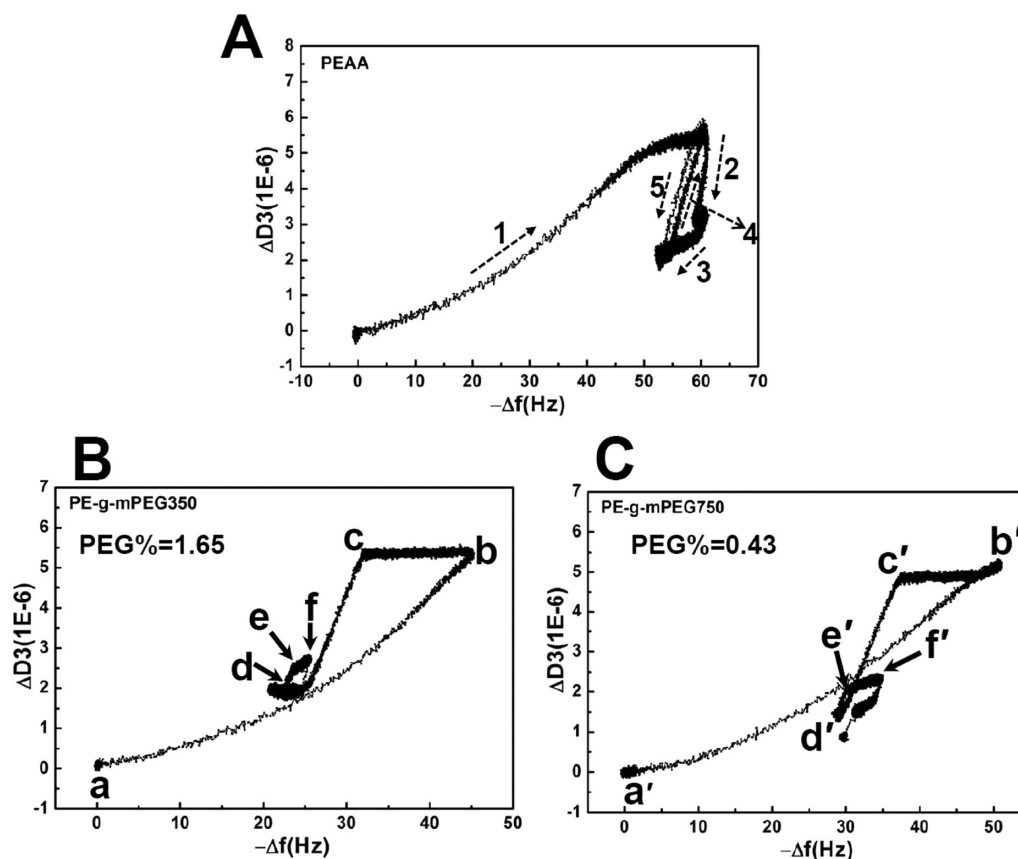 A
PEAA
ΔD3(1E-6)
8
7
6
5
4
3
2
1
0
-1
1
2
3
4
5
-10 0 10 20 30 40 50 60 70
−Δf(Hz)
B
PE-g-mPEG350
PEG%=1.65
ΔD3(1E-6)
7
6
5
4
3
2
1
0
-1
a
b
c
d
e
f
0 10 20 30 40 50
−Δf(Hz)
C
PE-g-mPEG750
PEG%=0.43
ΔD3(1E-6)
7
6
5
4
3
2
1
0
-1
a′
b′
c′
d′
e′
f′
0 10 20 30 40 50
−Δf(Hz)